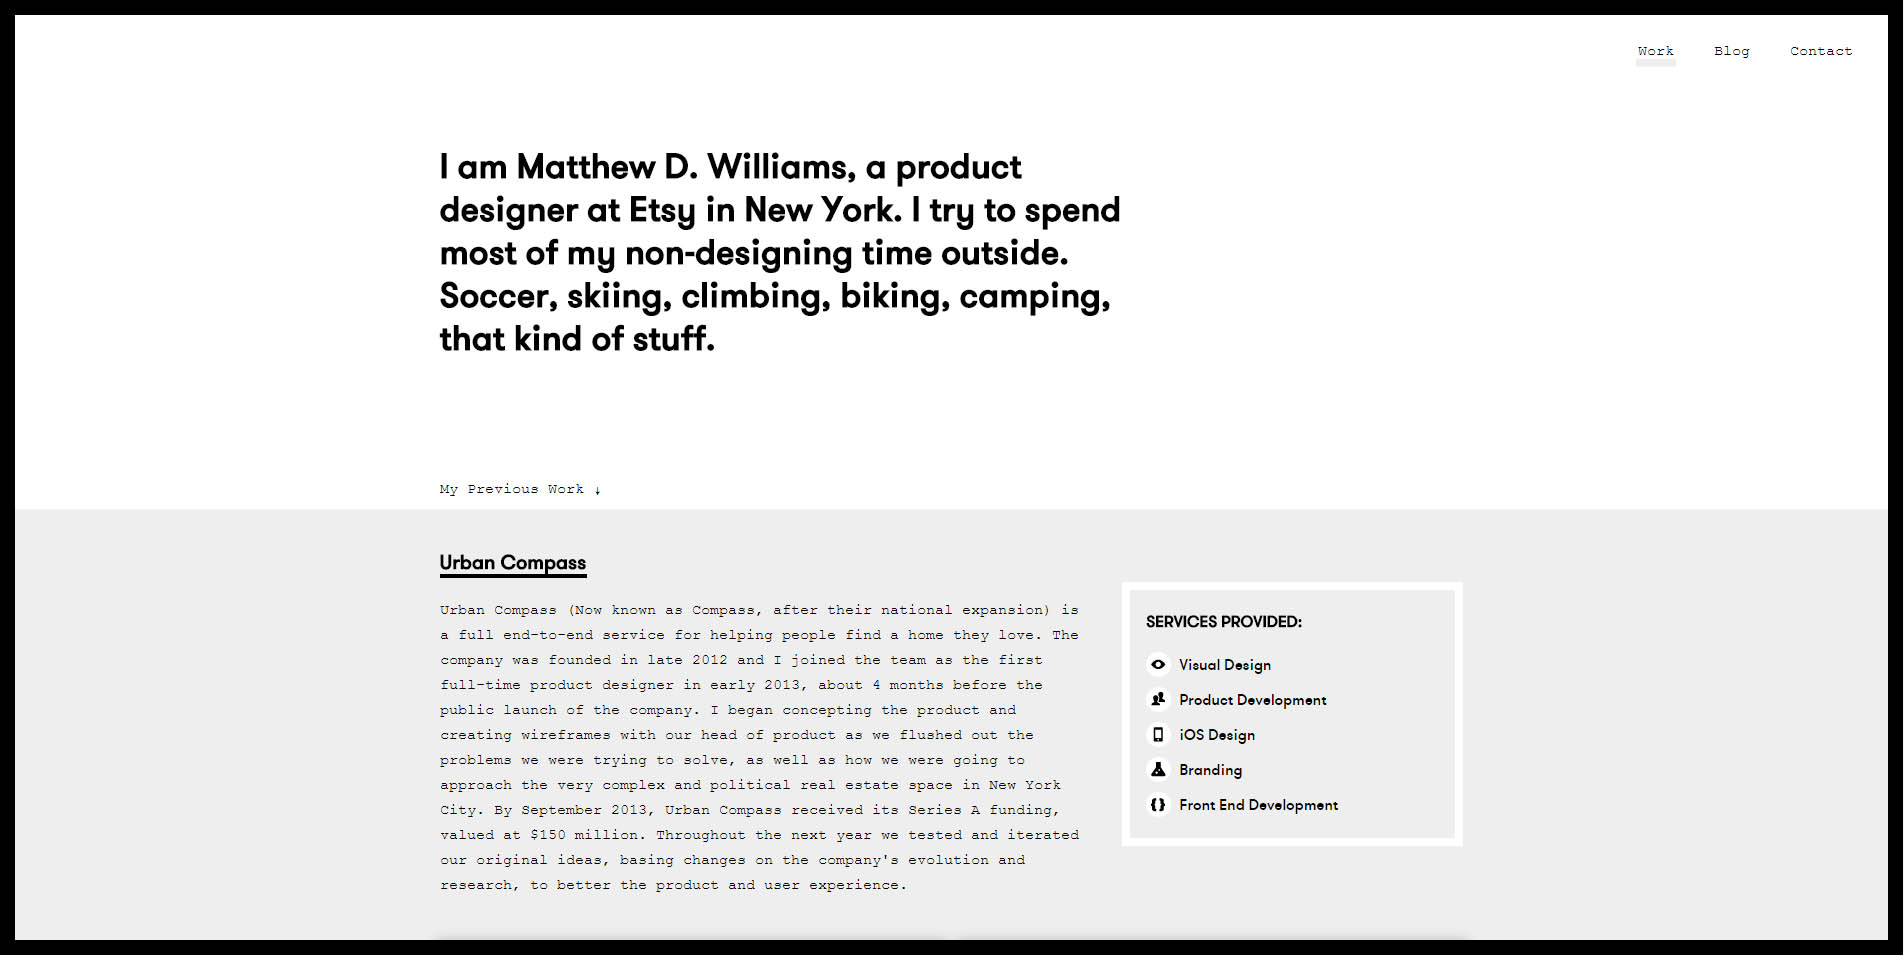 Work Blog Contact
I am Matthew D. Williams, a product
designer at Etsy in New York. I try to spend
most of my non-designing time outside.
Soccer, skiing, climbing, biking, camping,
that kind of stuff.
My Previous Work ↓
Urban Compass
Urban Compass (Now known as Compass, after their national expansion) is
a full end-to-end service for helping people find a home they love. The
company was founded in late 2012 and I joined the team as the first
full-time product designer in early 2013, about 4 months before the
public launch of the company. I began concepting the product and
creating wireframes with our head of product as we flushed out the
problems we were trying to solve, as well as how we were going to
approach the very complex and political real estate space in New York
City. By September 2013, Urban Compass received its Series A funding,
valued at $150 million. Throughout the next year we tested and iterated
our original ideas, basing changes on the company's evolution and
research, to better the product and user experience.
SERVICES PROVIDED:
Visual Design
Product Development
iOS Design
Branding
Front End Development